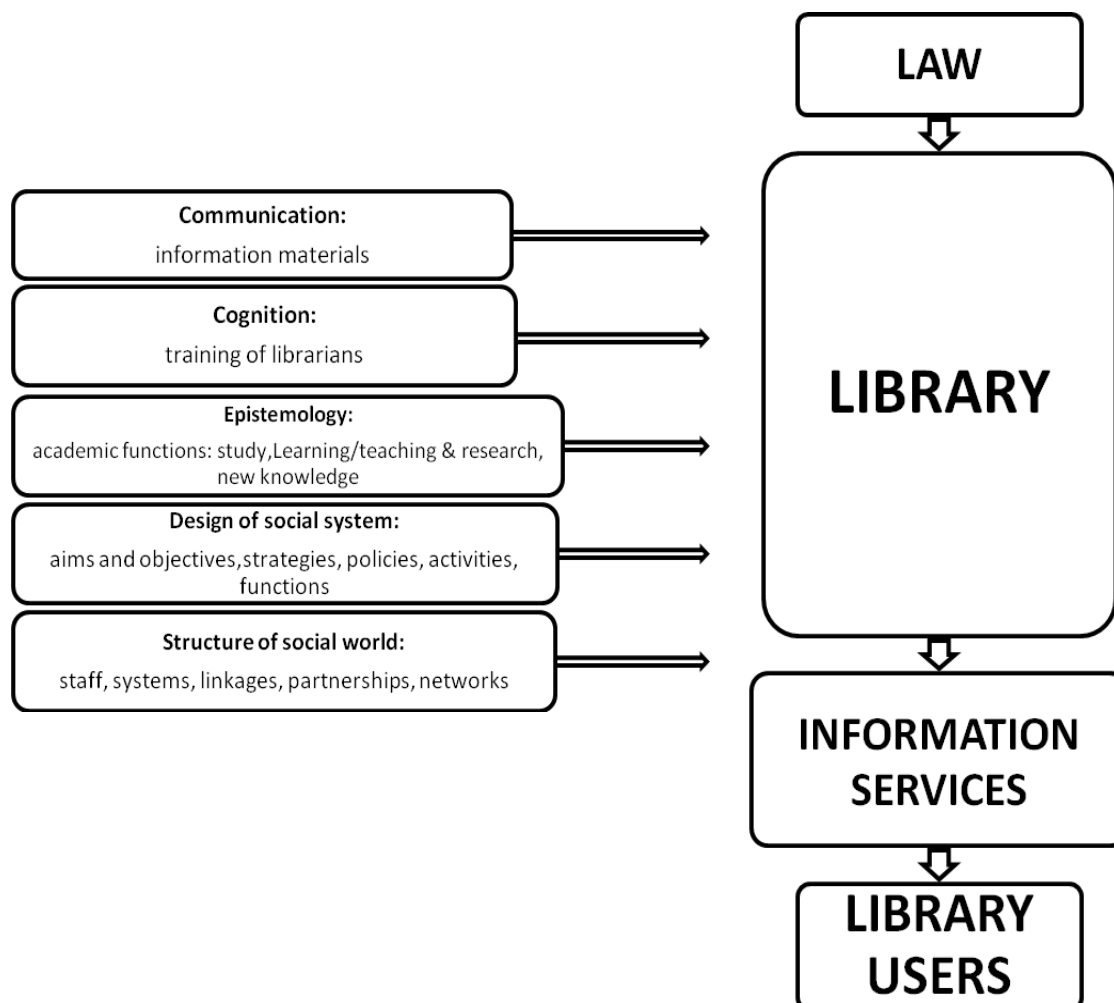 LAW
Communication:
information materials
Cognition:
training of librarians
Epistemology:
academic functions: study,Learning/teaching & research,
new knowledge
Design of social system:
aims and objectives,strategies, policies, activities,
functions
Structure of social world:
staff, systems, linkages, partnerships, networks
LIBRARY
INFORMATION
SERVICES
LIBRARY
USERS